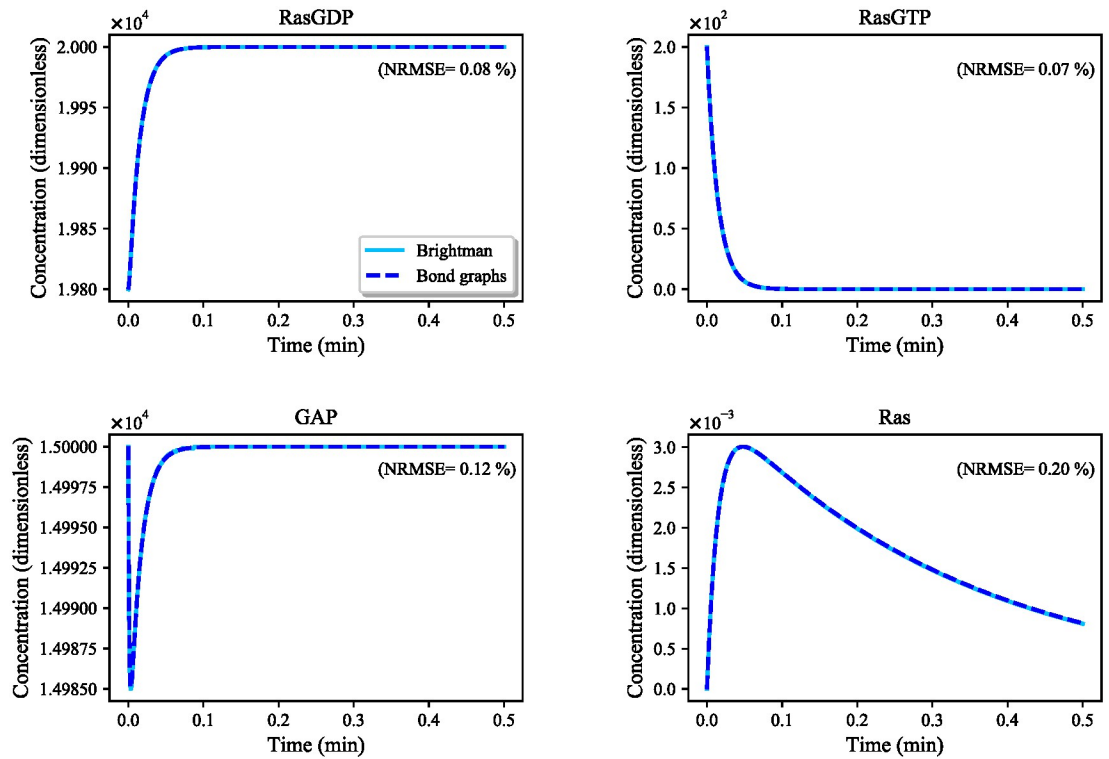 ×10⁴
RasGDP
2.000
1.995
1.990
1.985
1.980
Concentration (dimensionless)
(NRMSE= 0.08 %)
Brightman
Bond graphs
0.0 0.1 0.2 0.3 0.4 0.5
Time (min)
×10²
RasGTP
2.0
1.5
1.0
0.5
0.0
Concentration (dimensionless)
(NRMSE= 0.07 %)
0.0 0.1 0.2 0.3 0.4 0.5
Time (min)
×10⁴
GAP
1.50000
1.49975
1.49950
1.49925
1.49900
1.49875
1.49850
Concentration (dimensionless)
(NRMSE= 0.12 %)
0.0 0.1 0.2 0.3 0.4 0.5
Time (min)
×10⁻³
Ras
3.0
2.5
2.0
1.5
1.0
0.5
0.0
Concentration (dimensionless)
(NRMSE= 0.20 %)
0.0 0.1 0.2 0.3 0.4 0.5
Time (min)